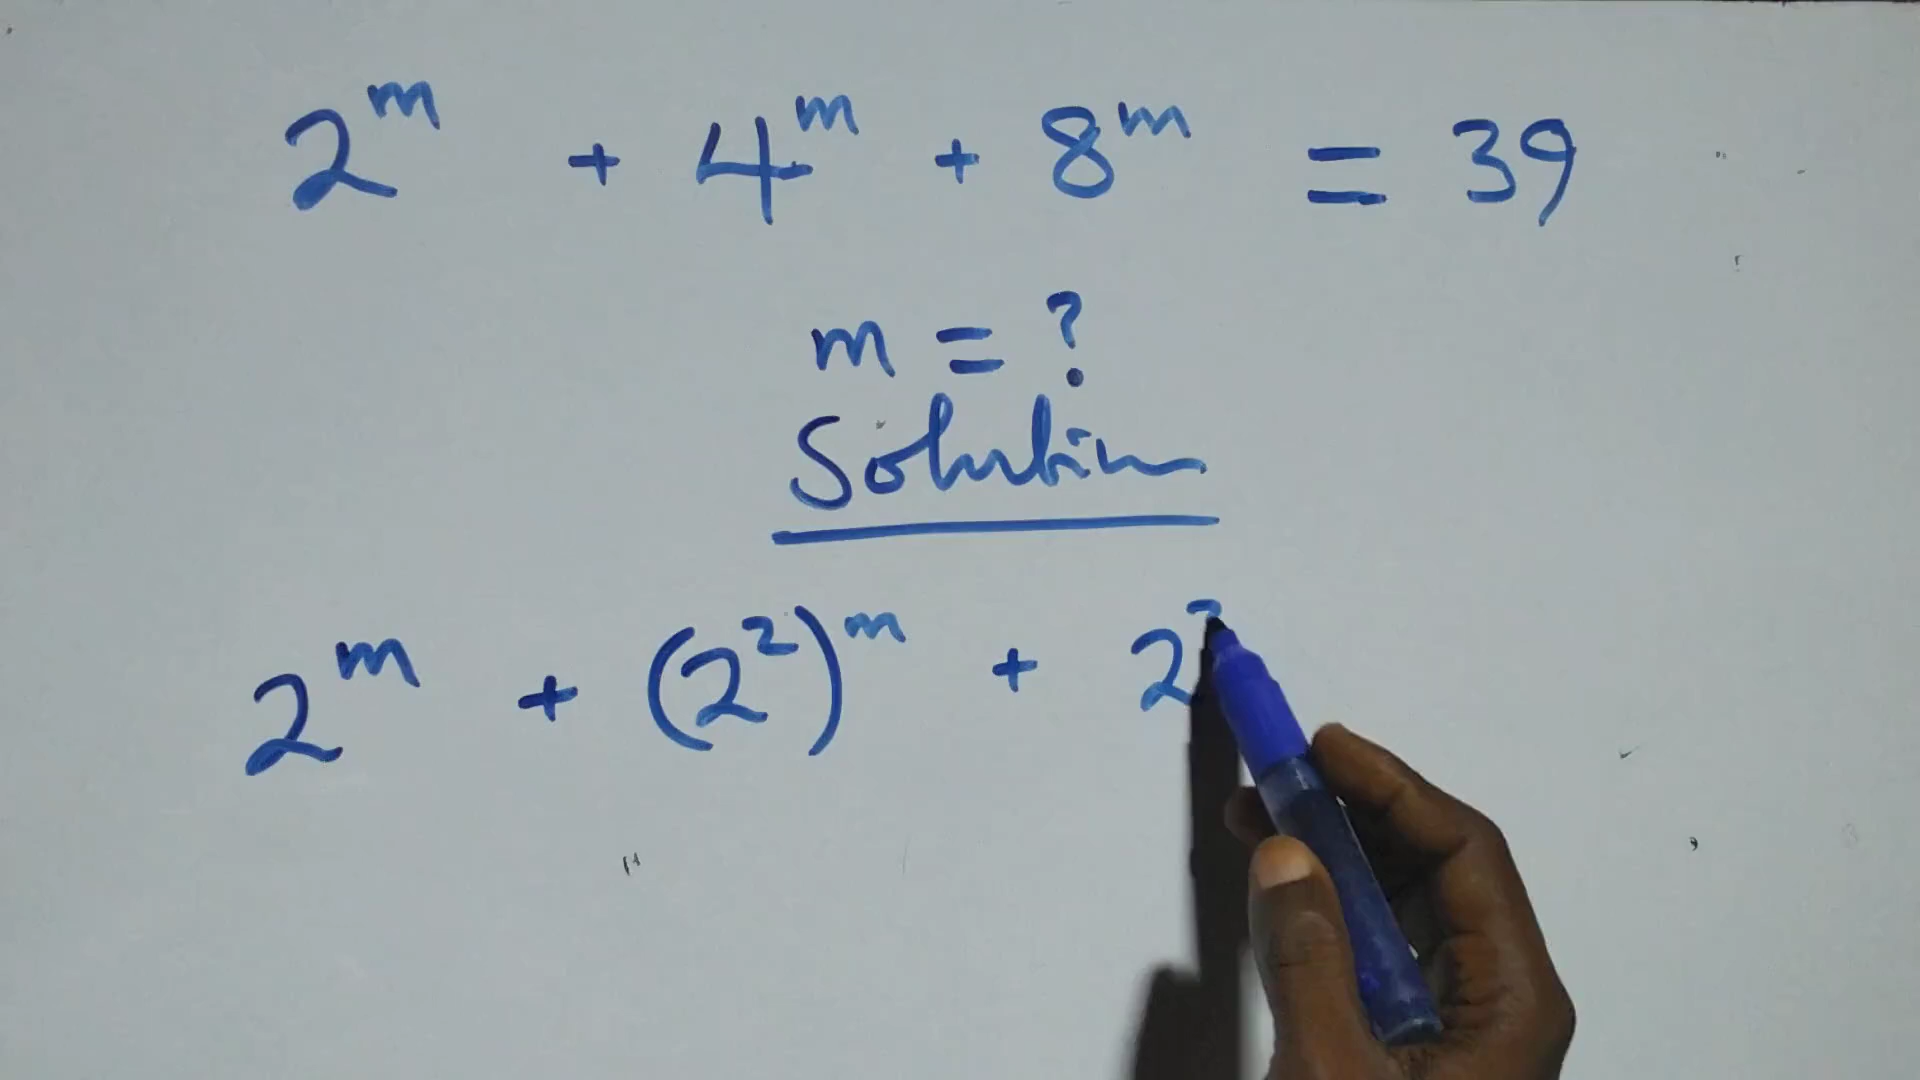 2^m + 4^m + 8^m = 39
m = ?
Solution
2^m + (2^2)^m + 2